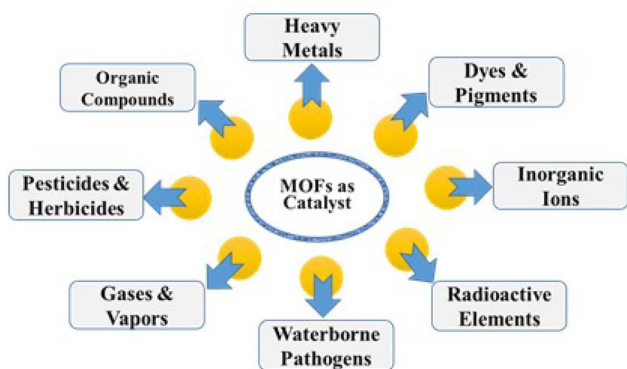 Heavy
Metals
Organic
Compounds
Dyes &
Pigments
Pesticides &
Herbicides
MOFs as
Catalyst
Inorganic
Ions
Gases &
Vapors
Waterborne
Pathogens
Radioactive
Elements